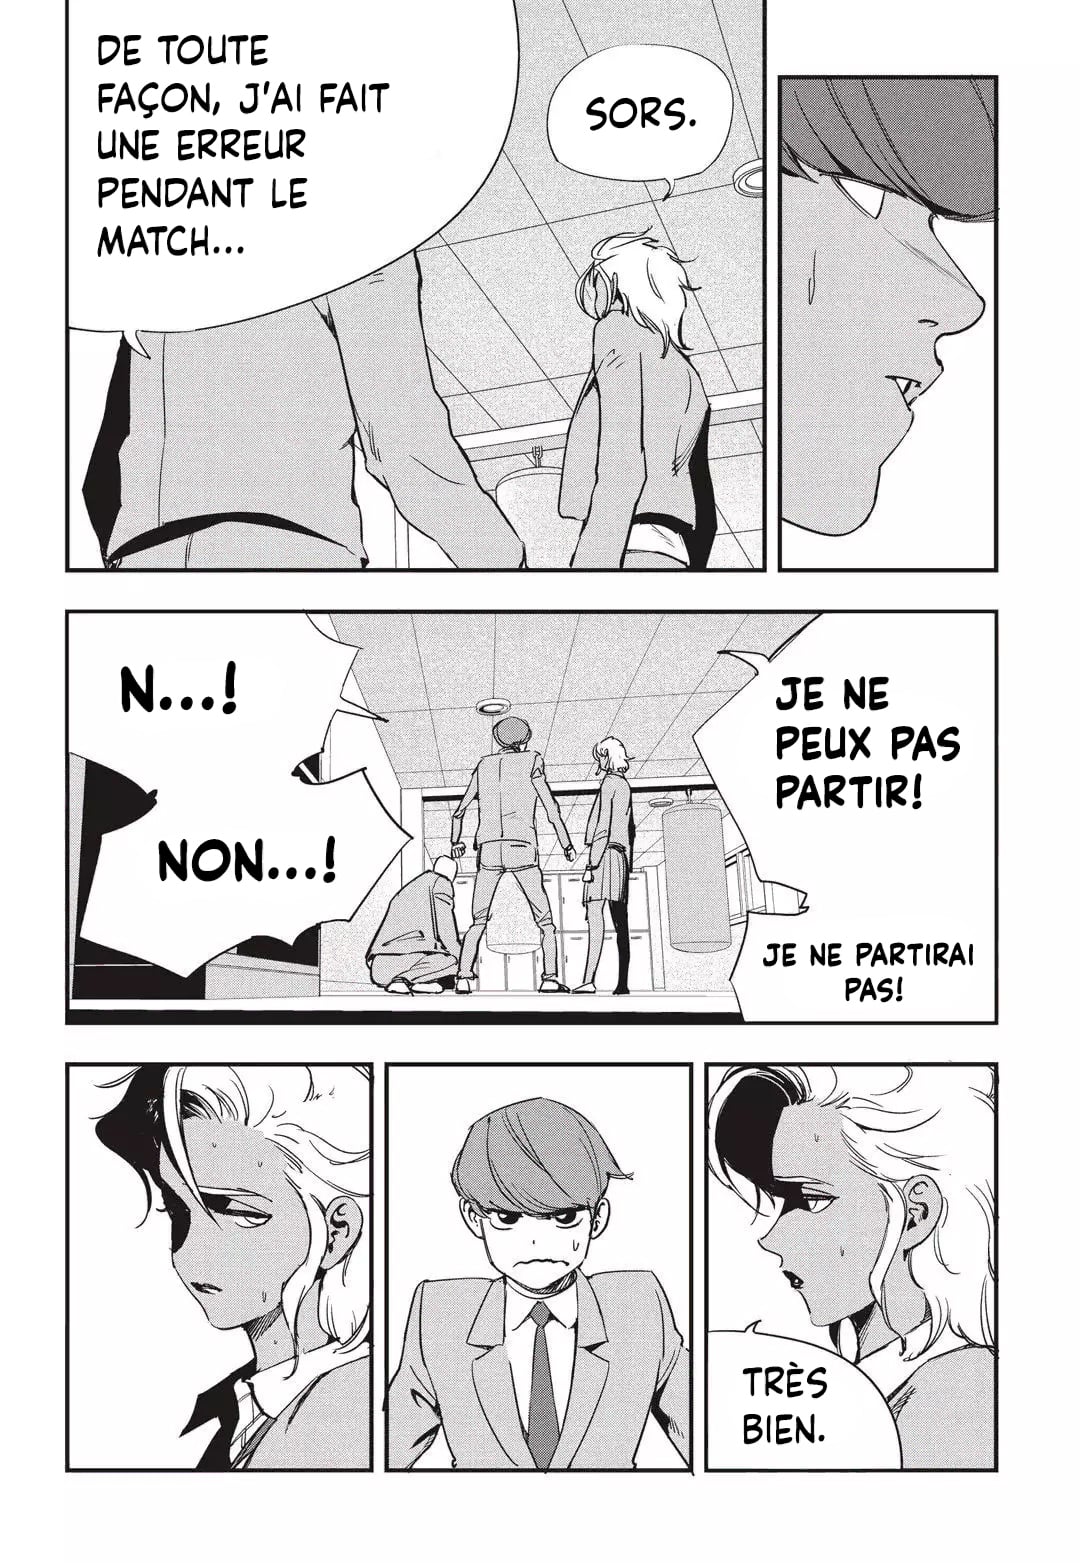 DE TOUTE
FAÇON, J'AI FAIT
UNE ERREUR
PENDANT LE
MATCH...
SORS.
N...!
NON...!
JE NE
PEUX PAS
PARTIR!
JE NE PARTIRAI
PAS!
TRÈS
BIEN.